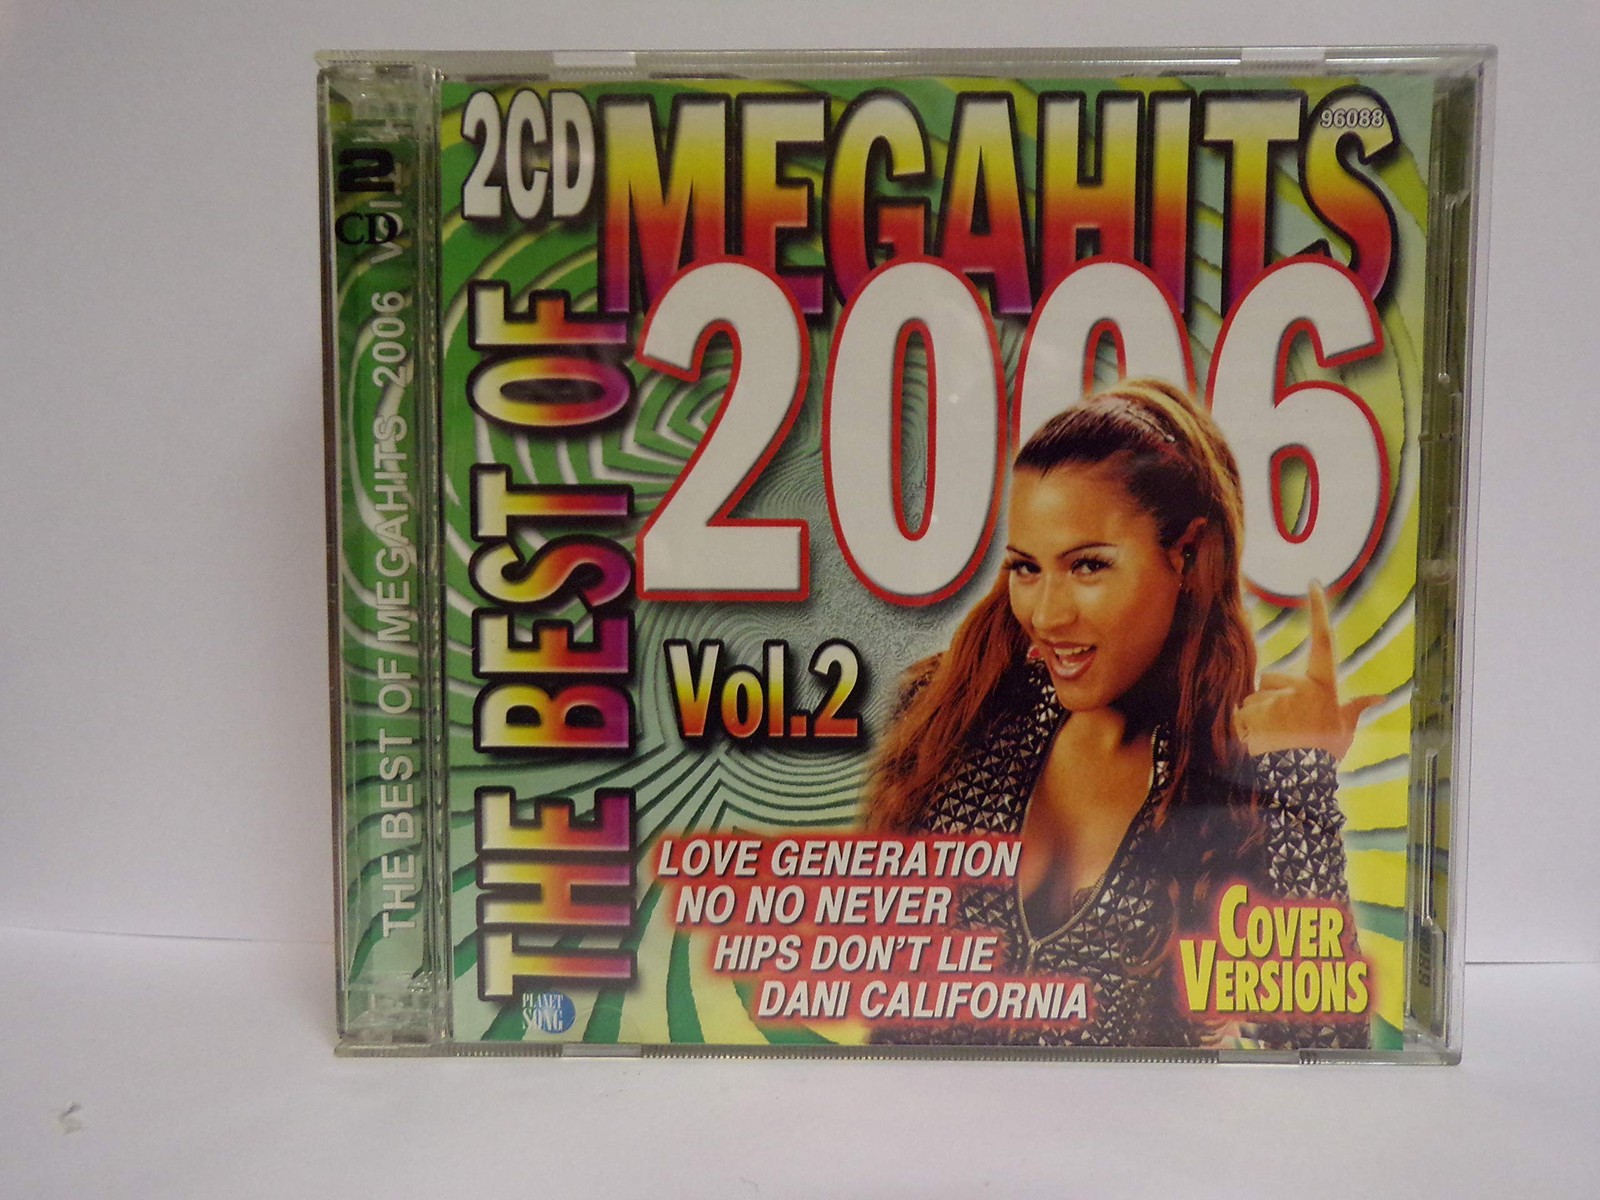 2CD
MEGAHITS
96088
THE BEST OF
2006
Vol.2
LOVE GENERATION
NO NO NEVER
HIPS DON'T LIE
DANI CALIFORNIA
COVER
VERSIONS
PLANET
SONG
2
CD
THE BEST OF MEGAHITS 2006